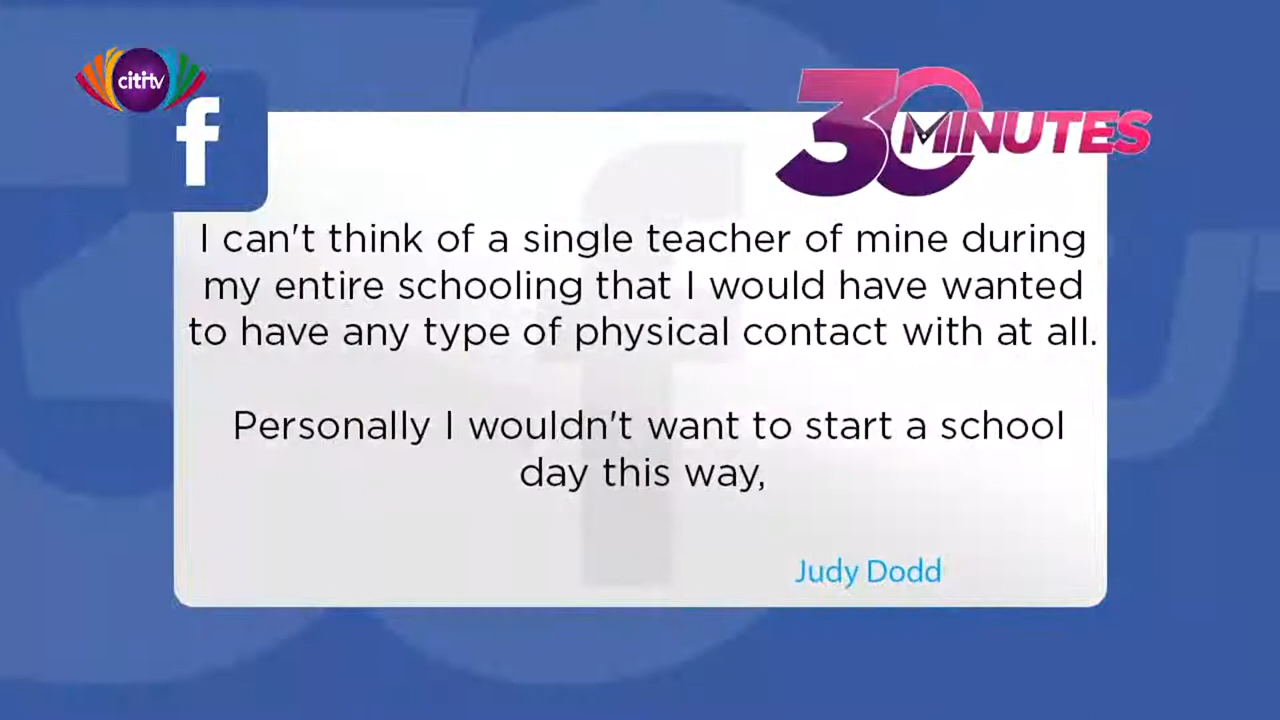 cititv
f
30
MINUTES
I can't think of a single teacher of mine during
my entire schooling that I would have wanted
to have any type of physical contact with at all.
Personally I wouldn't want to start a school
day this way,
Judy Dodd